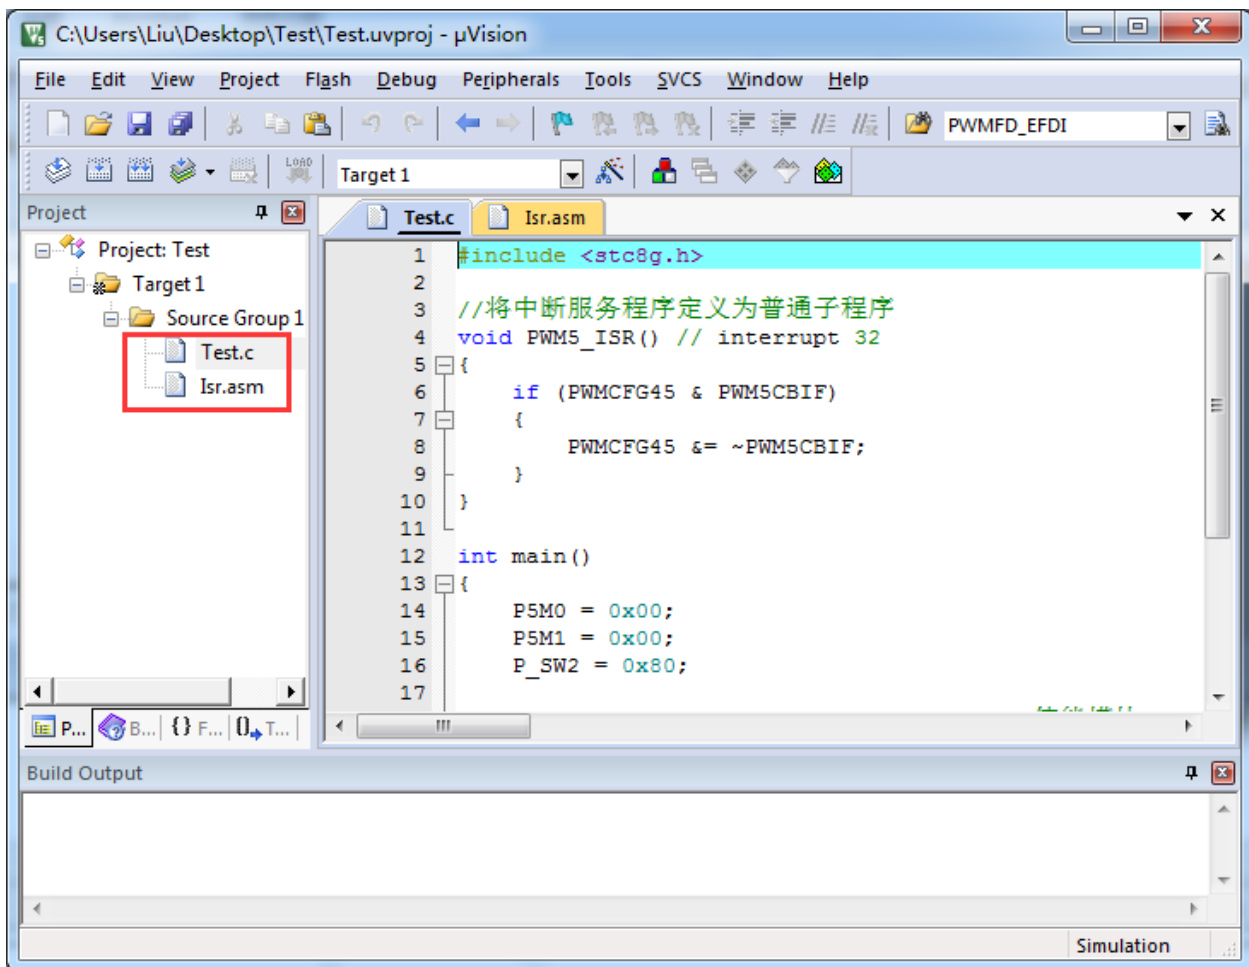 C:\Users\Liu\Desktop\Test\Test.uvproj - µVision
File Edit View Project Flash Debug Peripherals Tools SVCS Window Help
PWMFD_EFDI
LOAD Target 1
Project
Test.c Isr.asm
Project: Test
Target 1
Source Group 1
Test.c
Isr.asm
1 #include <stc8g.h>
2
3 //将中断服务程序定义为普通子程序
4 void PWM5_ISR() // interrupt 32
5 {
6 if (PWMCFG45 & PWM5CBIF)
7 {
8 PWMCFG45 &= ~PWM5CBIF;
9 }
10 }
11
12 int main()
13 {
14 P5M0 = 0x00;
15 P5M1 = 0x00;
16 P_SW2 = 0x80;
17
P... B... {} F... 0 T...
Build Output
Simulation